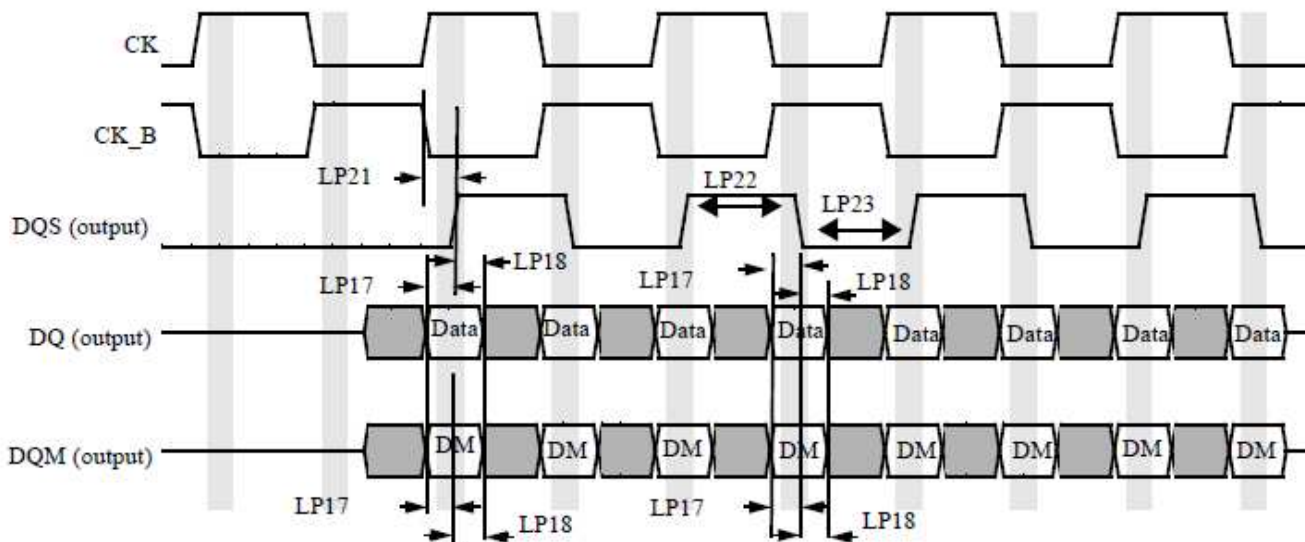 CK
CK_B
LP21
LP22
DQS (output)
LP23
LP18
LP17
LP17
LP18
DQ (output)
Data Data Data Data Data Data Data Data
DQM (output)
DM DM DM DM DM DM DM DM
LP17
LP18
LP17
LP18